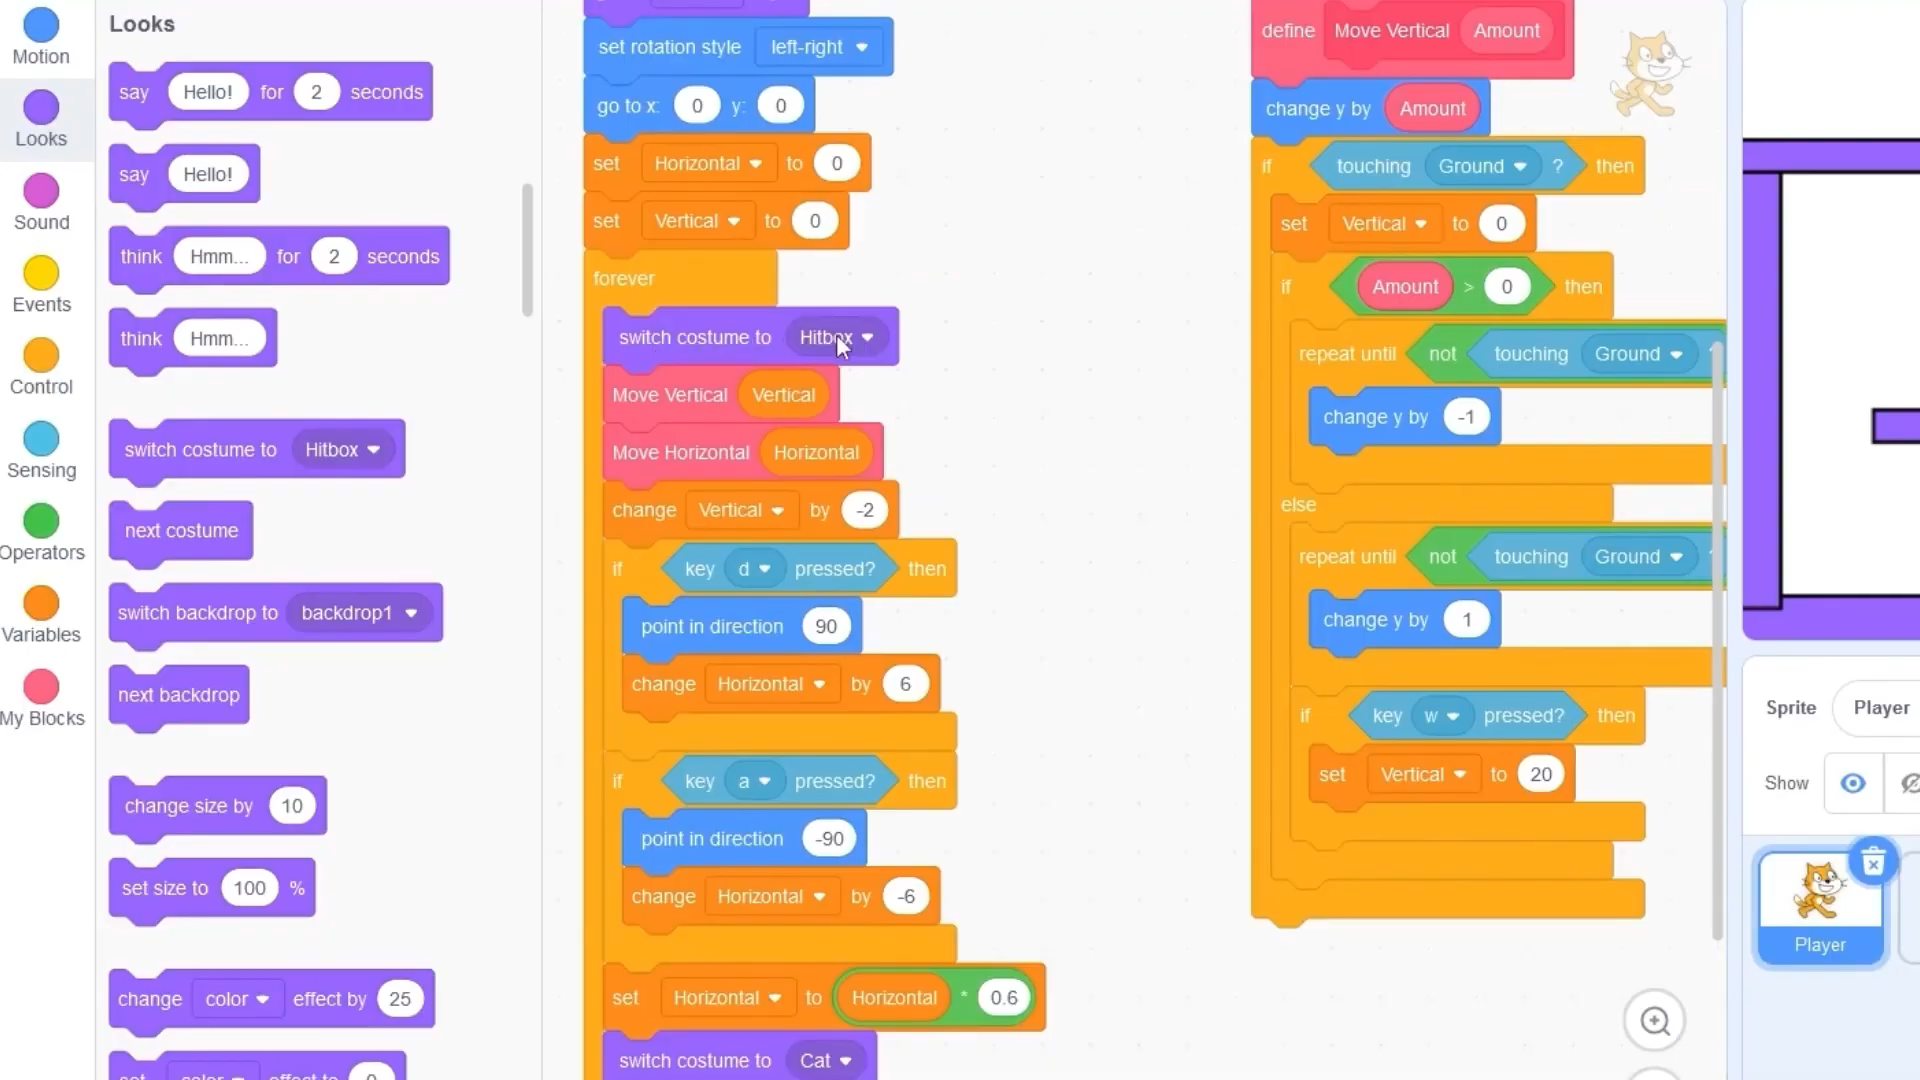 Motion
Looks
Sound
Events
Control
Sensing
Operators
Variables
My Blocks
Looks
say Hello! for 2 seconds
say Hello!
think Hmm... for 2 seconds
think Hmm...
switch costume to Hitbox
next costume
switch backdrop to backdrop1
next backdrop
change size by 10
set size to 100 %
change color effect by 25
set color effect to 0
set rotation style left-right
go to x: 0 y: 0
set Horizontal to 0
set Vertical to 0
forever
switch costume to Hitbox
Move Vertical Vertical
Move Horizontal Horizontal
change Vertical by -2
if key d pressed? then
point in direction 90
change Horizontal by 6
if key a pressed? then
point in direction -90
change Horizontal by -6
set Horizontal to Horizontal * 0.6
switch costume to Cat
define Move Vertical Amount
change y by Amount
if touching Ground ? then
set Vertical to 0
if Amount > 0 then
repeat until not touching Ground
change y by -1
else
repeat until not touching Ground
change y by 1
if key w pressed? then
set Vertical to 20
Sprite Player
Show
Player